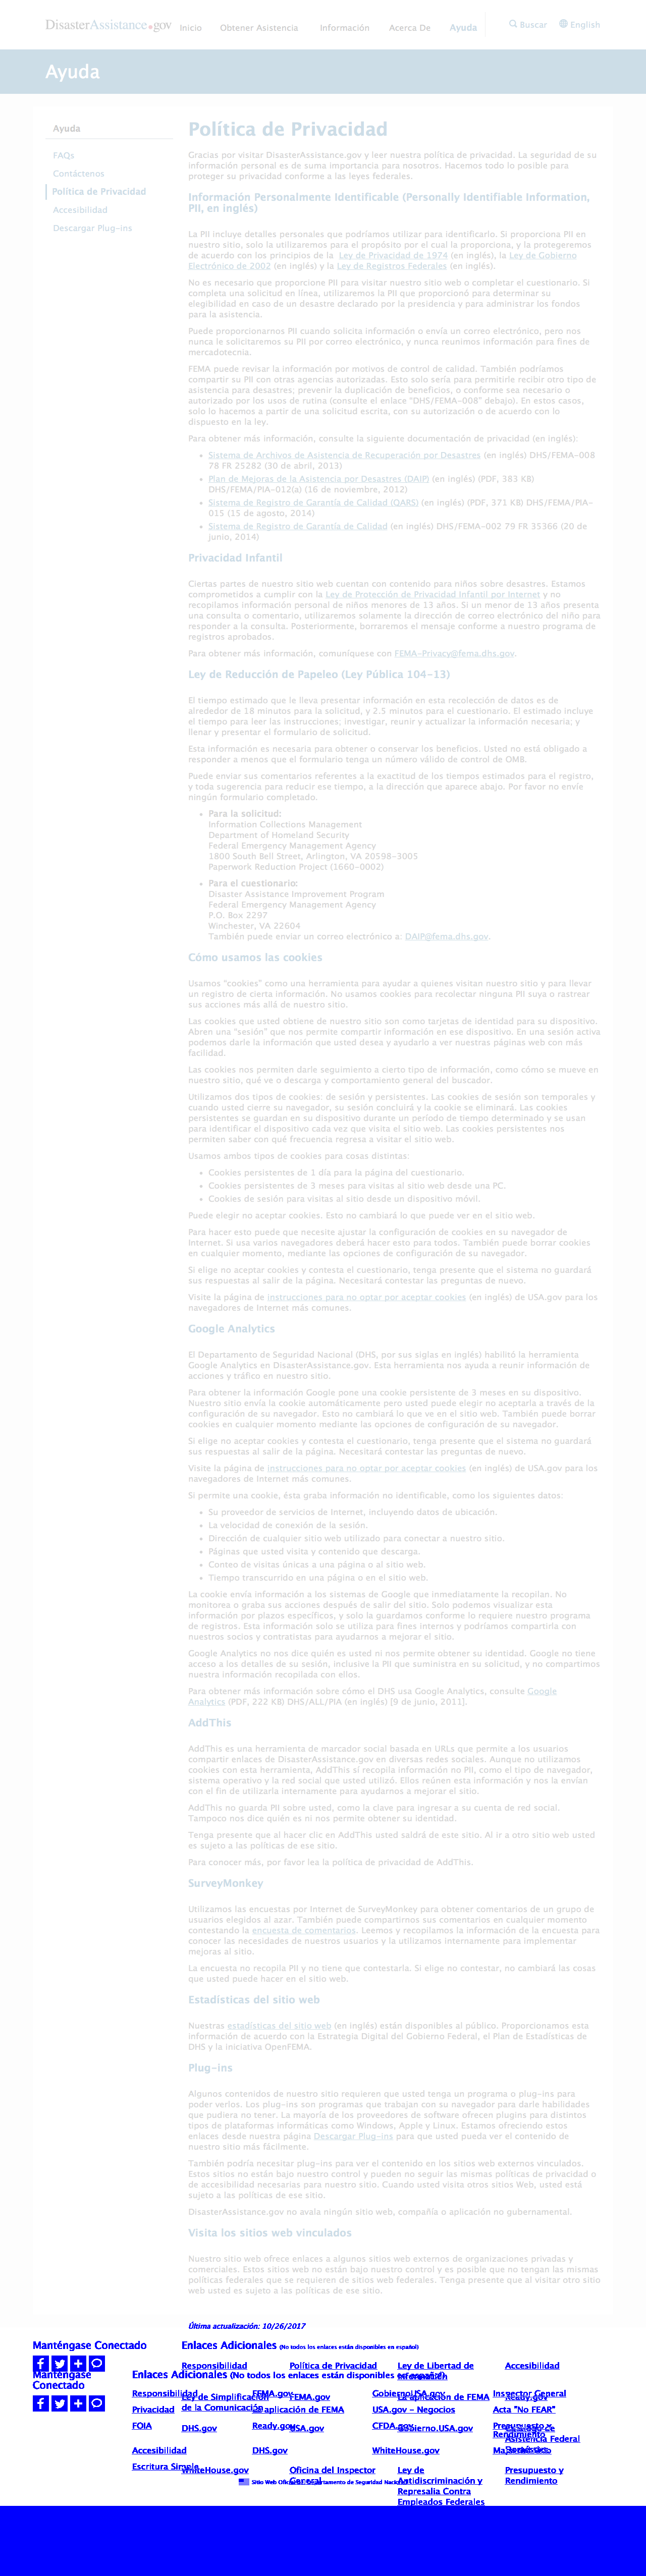 DisasterAssistance.gov Inicio Obtener Asistencia Información Acerca De Ayuda Buscar English
Ayuda
Ayuda
FAQs
Contáctenos
Política de Privacidad
Accesibilidad
Descargar Plug-ins
Política de Privacidad
Gracias por visitar DisasterAssistance.gov y leer nuestra política de privacidad. La seguridad de su
información personal es de suma importancia para nosotros. Hacemos todo lo posible para
proteger su privacidad conforme a las leyes federales.
Información Personalmente Identificable (Personally Identifiable Information,
PII, en inglés)
La PII incluye detalles personales que podríamos utilizar para identificarlo. Si proporciona PII en
nuestro sitio, solo la utilizaremos para el propósito por el cual la proporciona, y la protegeremos
de acuerdo con los principios de la Ley de Privacidad de 1974 (en inglés), la Ley de Gobierno
Electrónico de 2002 (en inglés) y la Ley de Registros Federales (en inglés).
No es necesario que proporcione PII para visitar nuestro sitio web o completar el cuestionario. Si
completa una solicitud en línea, utilizaremos la PII que proporcionó para determinar su
elegibilidad en caso de un desastre declarado por la presidencia y para administrar los fondos
para la asistencia.
Puede proporcionarnos PII cuando solicita información o envía un correo electrónico, pero nos
nunca le solicitaremos su PII por correo electrónico, y nunca reunimos información para fines de
mercadotecnia.
FEMA puede revisar la información por motivos de control de calidad. También podríamos
compartir su PII con otras agencias autorizadas. Esto solo sería para permitirle recibir otro tipo de
asistencia para desastres; prevenir la duplicación de beneficios, o conforme sea necesario o
autorizado por los usos de rutina (consulte el enlace "DHS/FEMA-008" debajo). En estos casos,
solo lo hacemos a partir de una solicitud escrita, con su autorización o de acuerdo con lo
dispuesto en la ley.
Para obtener más información, consulte la siguiente documentación de privacidad (en inglés):
• Sistema de Archivos de Asistencia de Recuperación por Desastres (en inglés) DHS/FEMA-008
78 FR 25282 (30 de abril, 2013)
• Plan de Mejoras de la Asistencia por Desastres (DAIP) (en inglés) (PDF, 383 KB)
DHS/FEMA/PIA-012(a) (16 de noviembre, 2012)
• Sistema de Registro de Garantía de Calidad (QARS) (en inglés) (PDF, 371 KB) DHS/FEMA/PIA-
015 (15 de agosto, 2014)
• Sistema de Registro de Garantía de Calidad (en inglés) DHS/FEMA-002 79 FR 35366 (20 de
junio, 2014)
Privacidad Infantil
Ciertas partes de nuestro sitio web cuentan con contenido para niños sobre desastres. Estamos
comprometidos a cumplir con la Ley de Protección de Privacidad Infantil por Internet y no
recopilamos información personal de niños menores de 13 años. Si un menor de 13 años presenta
una consulta o comentario, utilizaremos solamente la dirección de correo electrónico del niño para
responder a la consulta. Posteriormente, borraremos el mensaje conforme a nuestro programa de
registros aprobados.
Para obtener más información, comuníquese con FEMA-Privacy@fema.dhs.gov.
Ley de Reducción de Papeleo (Ley Pública 104-13)
El tiempo estimado que le lleva presentar información en esta recolección de datos es de
alrededor de 18 minutos para la solicitud, y 2.5 minutos para el cuestionario. El estimado incluye
el tiempo para leer las instrucciones; investigar, reunir y actualizar la información necesaria; y
llenar y presentar el formulario de solicitud.
Esta información es necesaria para obtener o conservar los beneficios. Usted no está obligado a
responder a menos que el formulario tenga un número válido de control de OMB.
Puede enviar sus comentarios referentes a la exactitud de los tiempos estimados para el registro,
y toda sugerencia para reducir ese tiempo, a la dirección que aparece abajo. Por favor no envíe
ningún formulario completado.
• Para la solicitud:
Information Collections Management
Department of Homeland Security
Federal Emergency Management Agency
1800 South Bell Street, Arlington, VA 20598-3005
Paperwork Reduction Project (1660-0002)
• Para el cuestionario:
Disaster Assistance Improvement Program
Federal Emergency Management Agency
P.O. Box 2297
Winchester, VA 22604
También puede enviar un correo electrónico a: DAIP@fema.dhs.gov.
Cómo usamos las cookies
Usamos "cookies" como una herramienta para ayudar a quienes visitan nuestro sitio y para llevar
un registro de cierta información. No usamos cookies para recolectar ninguna PII suya o rastrear
sus acciones más allá de nuestro sitio.
Las cookies que usted obtiene de nuestro sitio son como tarjetas de identidad para su dispositivo.
Abren una "sesión" que nos permite compartir información en ese dispositivo. En una sesión activa
podemos darle la información que usted desea y ayudarlo a ver nuestras páginas web con más
facilidad.
Las cookies nos permiten darle seguimiento a cierto tipo de información, como cómo se mueve en
nuestro sitio, qué ve o descarga y comportamiento general del buscador.
Utilizamos dos tipos de cookies: de sesión y persistentes. Las cookies de sesión son temporales y
cuando usted cierre su navegador, su sesión concluirá y la cookie se eliminará. Las cookies
persistentes se guardan en su dispositivo durante un período de tiempo determinado y se usan
para identificar el dispositivo cada vez que visita el sitio web. Las cookies persistentes nos
permiten saber con qué frecuencia regresa a visitar el sitio web.
Usamos ambos tipos de cookies para cosas distintas:
• Cookies persistentes de 1 día para la página del cuestionario.
• Cookies persistentes de 3 meses para visitas al sitio web desde una PC.
• Cookies de sesión para visitas al sitio desde un dispositivo móvil.
Puede elegir no aceptar cookies. Esto no cambiará lo que puede ver en el sitio web.
Para hacer esto puede que necesite ajustar la configuración de cookies en su navegador de
Internet. Si usa varios navegadores deberá hacer esto para todos. También puede borrar cookies
en cualquier momento, mediante las opciones de configuración de su navegador.
Si elige no aceptar cookies y contesta el cuestionario, tenga presente que el sistema no guardará
sus respuestas al salir de la página. Necesitará contestar las preguntas de nuevo.
Visite la página de instrucciones para no optar por aceptar cookies (en inglés) de USA.gov para los
navegadores de Internet más comunes.
Google Analytics
El Departamento de Seguridad Nacional (DHS, por sus siglas en inglés) habilitó la herramienta
Google Analytics en DisasterAssistance.gov. Esta herramienta nos ayuda a reunir información de
acciones y tráfico en nuestro sitio.
Para obtener la información Google pone una cookie persistente de 3 meses en su dispositivo.
Nuestro sitio envía la cookie automáticamente pero usted puede elegir no aceptarla a través de la
configuración de su navegador. Esto no cambiará lo que ve en el sitio web. También puede borrar
cookies en cualquier momento mediante las opciones de configuración de su navegador.
Si elige no aceptar cookies y contesta el cuestionario, tenga presente que el sistema no guardará
sus respuestas al salir de la página. Necesitará contestar las preguntas de nuevo.
Visite la página de instrucciones para no optar por aceptar cookies (en inglés) de USA.gov para los
navegadores de Internet más comunes.
Si permite una cookie, ésta graba información no identificable, como los siguientes datos:
• Su proveedor de servicios de Internet, incluyendo datos de ubicación.
• La velocidad de conexión de la sesión.
• Dirección de cualquier sitio web utilizado para conectar a nuestro sitio.
• Páginas que usted visita y contenido que descarga.
• Conteo de visitas únicas a una página o al sitio web.
• Tiempo transcurrido en una página o en el sitio web.
La cookie envía información a los sistemas de Google que inmediatamente la recopilan. No
monitorea o graba sus acciones después de salir del sitio. Solo podemos visualizar esta
información por plazos específicos, y solo la guardamos conforme lo requiere nuestro programa
de registros. La información solo se utiliza para fines internos y podríamos compartirla con
nuestros socios y contratistas para ayudarnos a mejorar el sitio.
Google Analytics no nos dice quién es usted ni nos permite obtener su identidad. Google no tiene
acceso a los detalles de su sesión, inclusive la PII que suministra en su solicitud, y no compartimos
nuestra información recopilada con ellos.
Para obtener más información sobre cómo el DHS usa Google Analytics, consulte Google
Analytics (PDF, 222 KB) DHS/ALL/PIA (en inglés) [9 de junio, 2011].
AddThis
AddThis es una herramienta de marcador social basada en URLs que permite a los usuarios
compartir enlaces de DisasterAssistance.gov en diversas redes sociales. Aunque no utilizamos
cookies con esta herramienta, AddThis sí recopila información no PII, como el tipo de navegador,
sistema operativo y la red social que usted utilizó. Ellos reúnen esta información y nos la envían
con el fin de utilizarla internamente para ayudarnos a mejorar el sitio.
AddThis no guarda PII sobre usted, como la clave para ingresar a su cuenta de red social.
Tampoco nos dice quién es ni nos permite obtener su identidad.
Tenga presente que al hacer clic en AddThis usted saldrá de este sitio. Al ir a otro sitio web usted
es sujeto a las políticas de ese sitio.
Para conocer más, por favor lea la política de privacidad de AddThis.
SurveyMonkey
Utilizamos las encuestas por Internet de SurveyMonkey para obtener comentarios de un grupo de
usuarios elegidos al azar. También puede compartirnos sus comentarios en cualquier momento
contestando la encuesta de comentarios. Leemos y recopilamos la información de la encuesta para
conocer las necesidades de nuestros usuarios y la utilizamos internamente para implementar
mejoras al sitio.
La encuesta no recopila PII y no tiene que contestarla. Si elige no contestar, no cambiará las cosas
que usted puede hacer en el sitio web.
Estadísticas del sitio web
Nuestras estadísticas del sitio web (en inglés) están disponibles al público. Proporcionamos esta
información de acuerdo con la Estrategia Digital del Gobierno Federal, el Plan de Estadísticas de
DHS y la iniciativa OpenFEMA.
Plug-ins
Algunos contenidos de nuestro sitio requieren que usted tenga un programa o plug-ins para
poder verlos. Los plug-ins son programas que trabajan con su navegador para darle habilidades
que pudiera no tener. La mayoría de los proveedores de software ofrecen plugins para distintos
tipos de plataformas informáticas como Windows, Apple y Linux. Estamos ofreciendo estos
enlaces desde nuestra página Descargar Plug-ins para que usted pueda ver el contenido de
nuestro sitio más fácilmente.
También podría necesitar plug-ins para ver el contenido en los sitios web externos vinculados.
Estos sitios no están bajo nuestro control y pueden no seguir las mismas políticas de privacidad o
de accesibilidad que tenemos para nuestro sitio. Cuando usted visita otros sitios Web, usted está
sujeto a las políticas de ese sitio.
DisasterAssistance.gov no avala ningún sitio web, compañía o aplicación no gubernamental.
Visita los sitios web vinculados
Nuestro sitio web ofrece enlaces a algunos sitios web externos de organizaciones privadas y
comerciales. Estos sitios web no están bajo nuestro control y es posible que no tengan las mismas
políticas federales que se requieren de sitios web federales. Tenga presente que al visitar otro sitio
web usted es sujeto a las políticas de ese sitio.
Última actualización: 10/26/2017
Manténgase Conectado Enlaces Adicionales (No todos los enlaces están disponibles en español)
Responsibilidad Política de Privacidad Ley de Libertad de Información Accesibilidad
Manténgase
Conectado
Enlaces Adicionales (No todos los enlaces están disponibles en español)
Responsibilidad FEMA.gov GobiernoUSA.gov Inspector General
Ley de Simplificación de la Comunicación FEMA.gov La aplicación de FEMA Ready.gov
Privacidad La aplicación de FEMA USA.gov - Negocios Acta "No FEAR"
FOIA Ready.gov CFDA.gov Presupuesto y Rendimiento
DHS.gov USA.gov Gobierno.USA.gov Asistencia Federal
Accesibilidad DHS.gov WhiteHouse.gov
Escritura Simple
WhiteHouse.gov Oficina del Inspector General Ley de Antidiscriminación y Represalia Contra Empleados Federales Presupuesto y Rendimiento
Sitio Web Oficial del Departamento de Seguridad Nacional